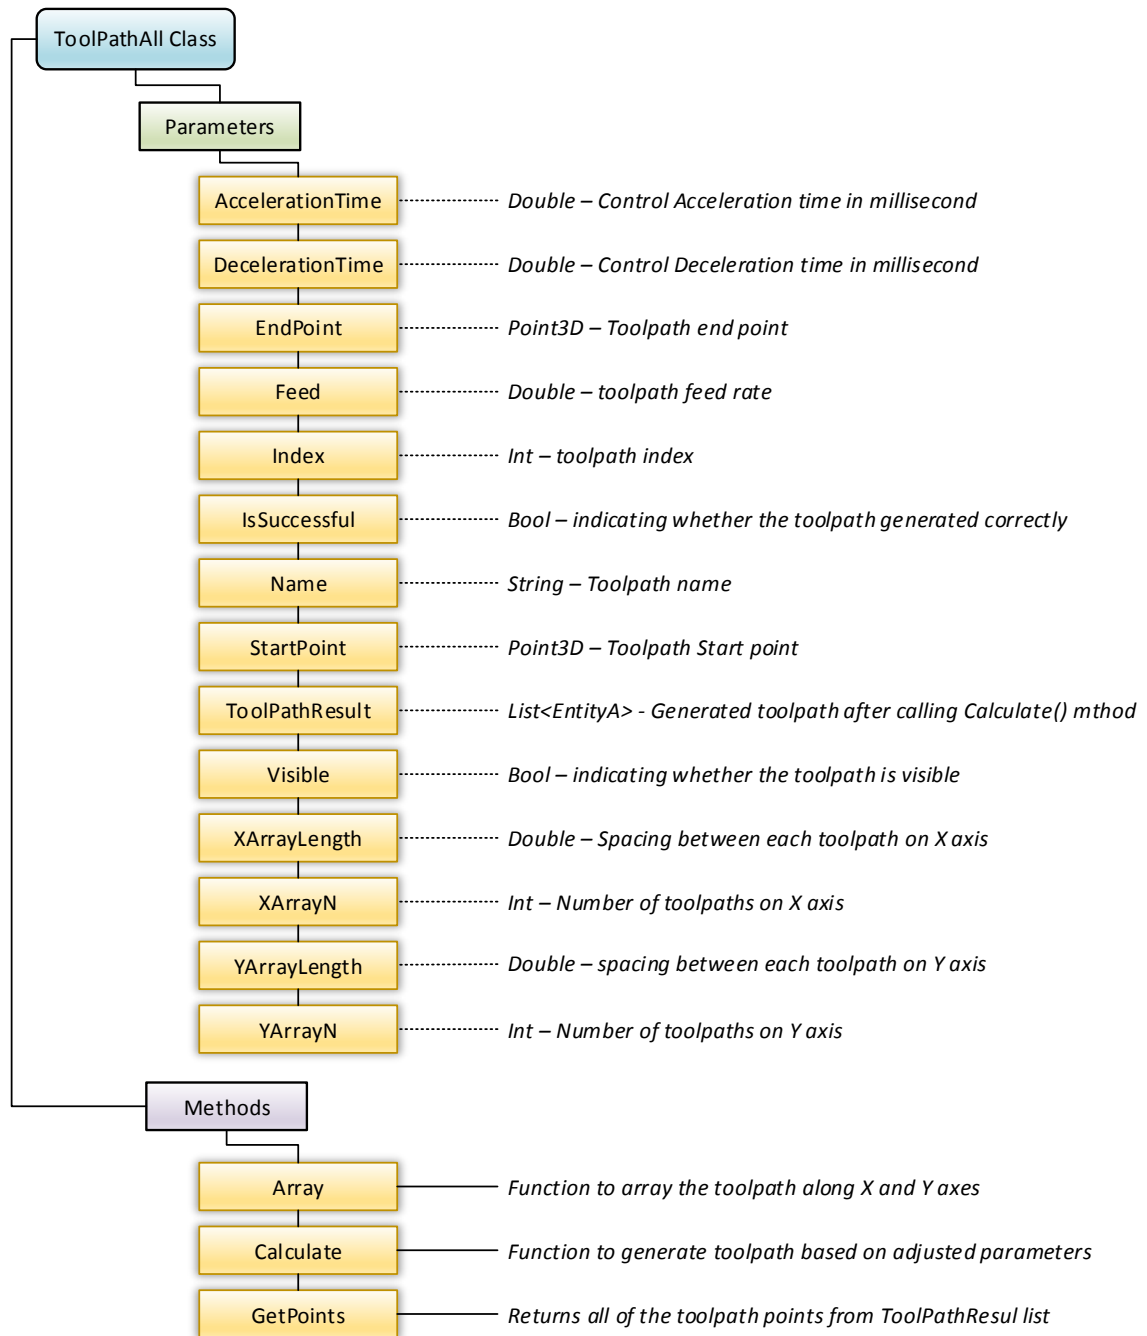 ToolPathAll Class
Parameters
AccelerationTime Double – Control Acceleration time in millisecond
DecelerationTime Double – Control Deceleration time in millisecond
EndPoint Point3D – Toolpath end point
Feed Double – toolpath feed rate
Index Int – toolpath index
IsSuccessful Bool – indicating whether the toolpath generated correctly
Name String – Toolpath name
StartPoint Point3D – Toolpath Start point
ToolPathResult List<EntityA> - Generated toolpath after calling Calculate() mthod
Visible Bool – indicating whether the toolpath is visible
XArrayLength Double – Spacing between each toolpath on X axis
XArrayN Int – Number of toolpaths on X axis
YArrayLength Double – spacing between each toolpath on Y axis
YArrayN Int – Number of toolpaths on Y axis
Methods
Array Function to array the toolpath along X and Y axes
Calculate Function to generate toolpath based on adjusted parameters
GetPoints Returns all of the toolpath points from ToolPathResul list